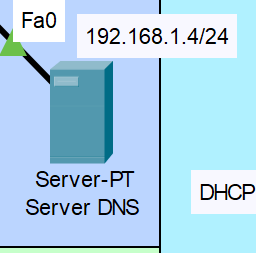 Fa0
192.168.1.4/24
Server-PT
Server DNS
DHCP